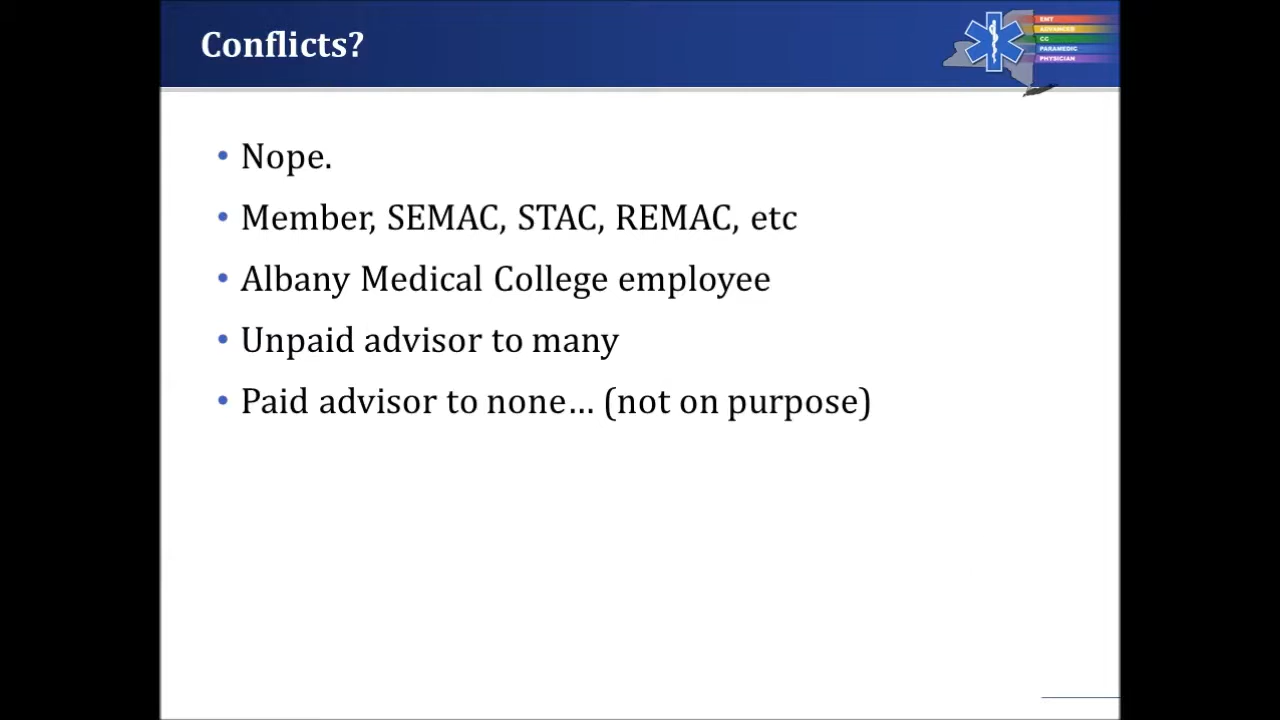 Conflicts?
EMT
ADVANCED
CC
PARAMEDIC
PHYSICIAN
• Nope.
• Member, SEMAC, STAC, REMAC, etc
• Albany Medical College employee
• Unpaid advisor to many
• Paid advisor to none… (not on purpose)